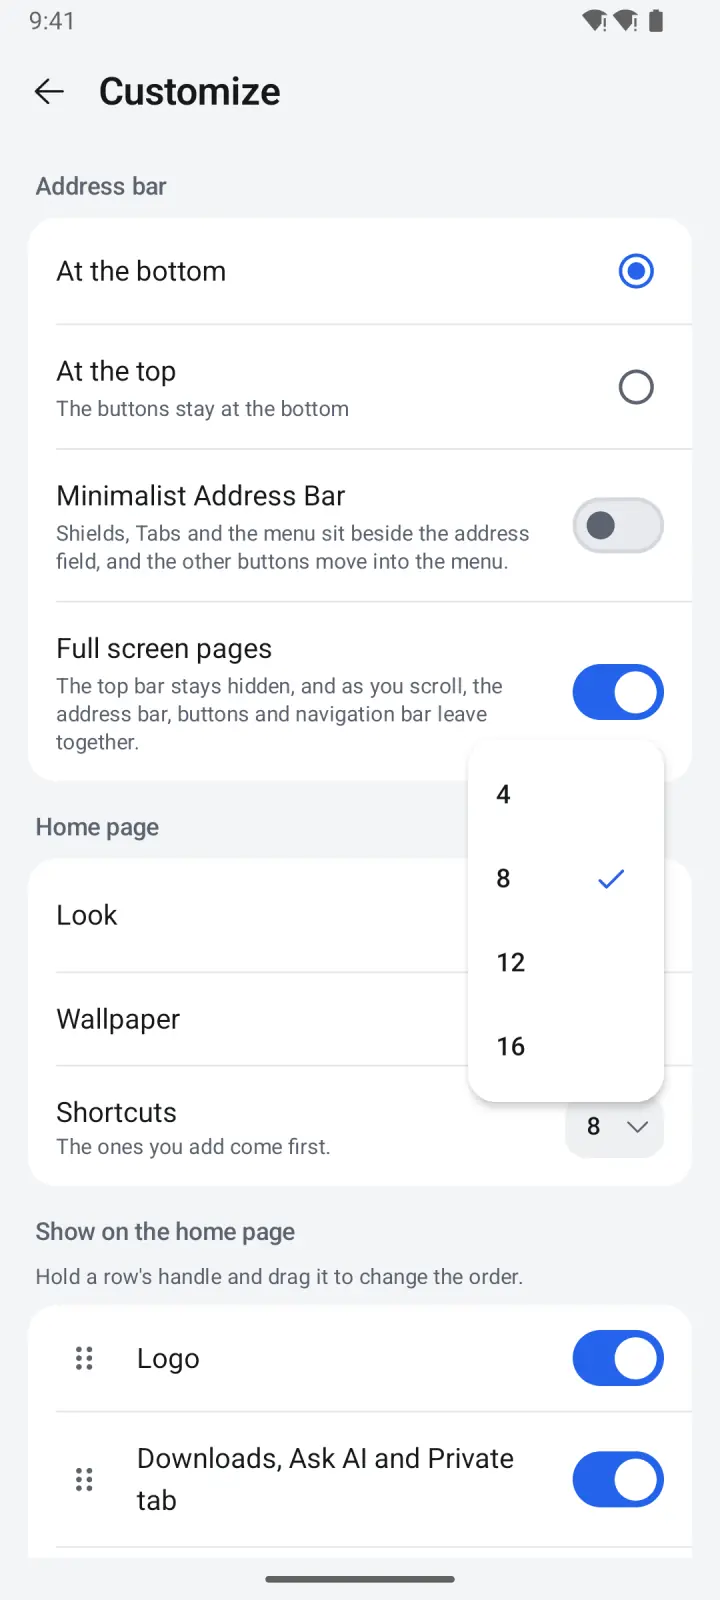 9:41
Customize
Address bar
At the bottom
At the top
The buttons stay at the bottom
Minimalist Address Bar
Shields, Tabs and the menu sit beside the address
field, and the other buttons move into the menu.
Full screen pages
The top bar stays hidden, and as you scroll, the
address bar, buttons and navigation bar leave
together.
4
8
12
16
Home page
Look
Wallpaper
Shortcuts
The ones you add come first.
8
Show on the home page
Hold a row's handle and drag it to change the order.
Logo
Downloads, Ask AI and Private
tab